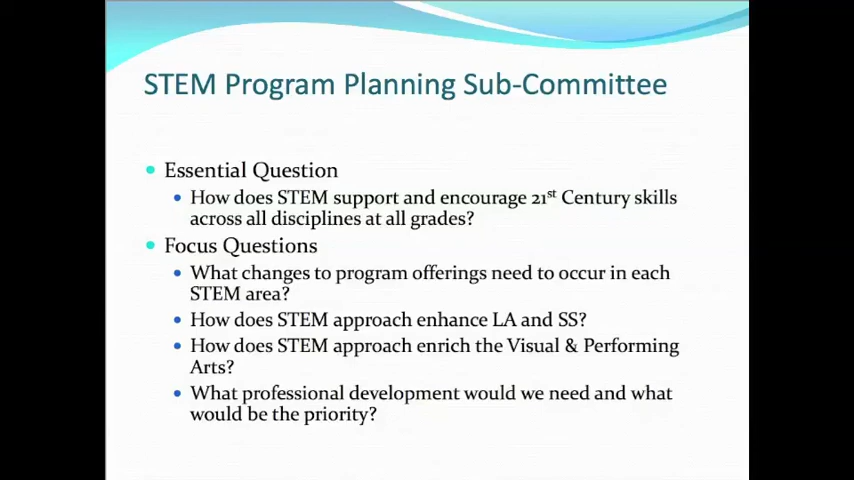 STEM Program Planning Sub-Committee
• Essential Question
• How does STEM support and encourage 21st Century skills
across all disciplines at all grades?
• Focus Questions
• What changes to program offerings need to occur in each
STEM area?
• How does STEM approach enhance LA and SS?
• How does STEM approach enrich the Visual & Performing
Arts?
• What professional development would we need and what
would be the priority?